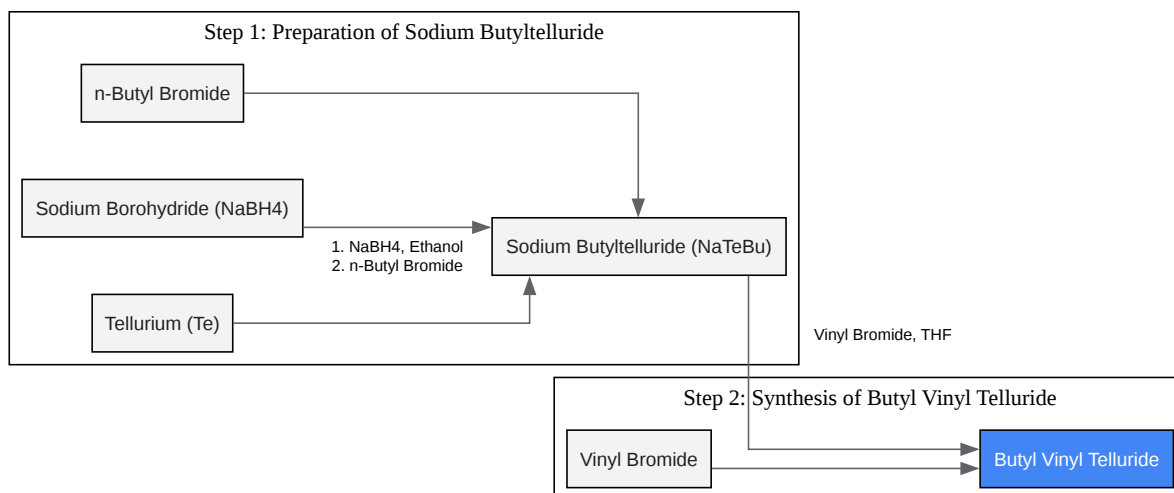 Step 1: Preparation of Sodium Butyltelluride
n-Butyl Bromide
Sodium Borohydride (NaBH4)
1. NaBH4, Ethanol
2. n-Butyl Bromide
Sodium Butyltelluride (NaTeBu)
Tellurium (Te)
Vinyl Bromide, THF
Step 2: Synthesis of Butyl Vinyl Telluride
Vinyl Bromide
Butyl Vinyl Telluride